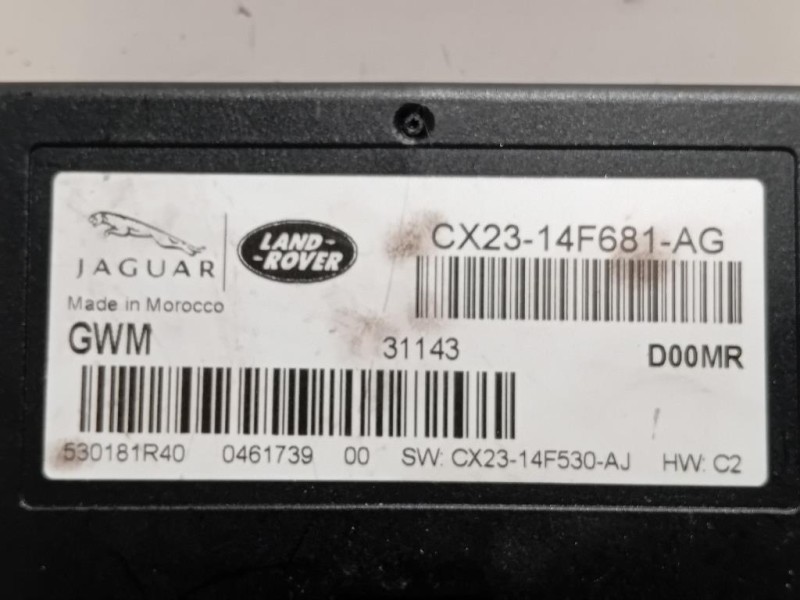 JAGUAR
LAND-
-ROVER
CX23-14F681-AG
Made in Morocco
GWM 31143 D00MR
530181R40 0461739 00 SW: CX23-14F530-AJ HW: C2